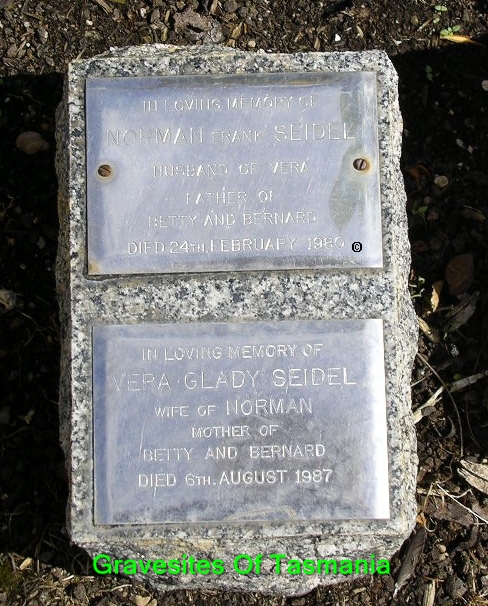 IN LOVING MEMORY OF
NORMAN FRANK SEIDEL
HUSBAND OF VERA
FATHER OF
BETTY AND BERNARD
DIED 24TH. FEBRUARY 1980 ©
IN LOVING MEMORY OF
VERA GLADY SEIDEL
WIFE OF NORMAN
MOTHER OF
BETTY AND BERNARD
DIED 6TH. AUGUST 1987
Gravesites Of Tasmania